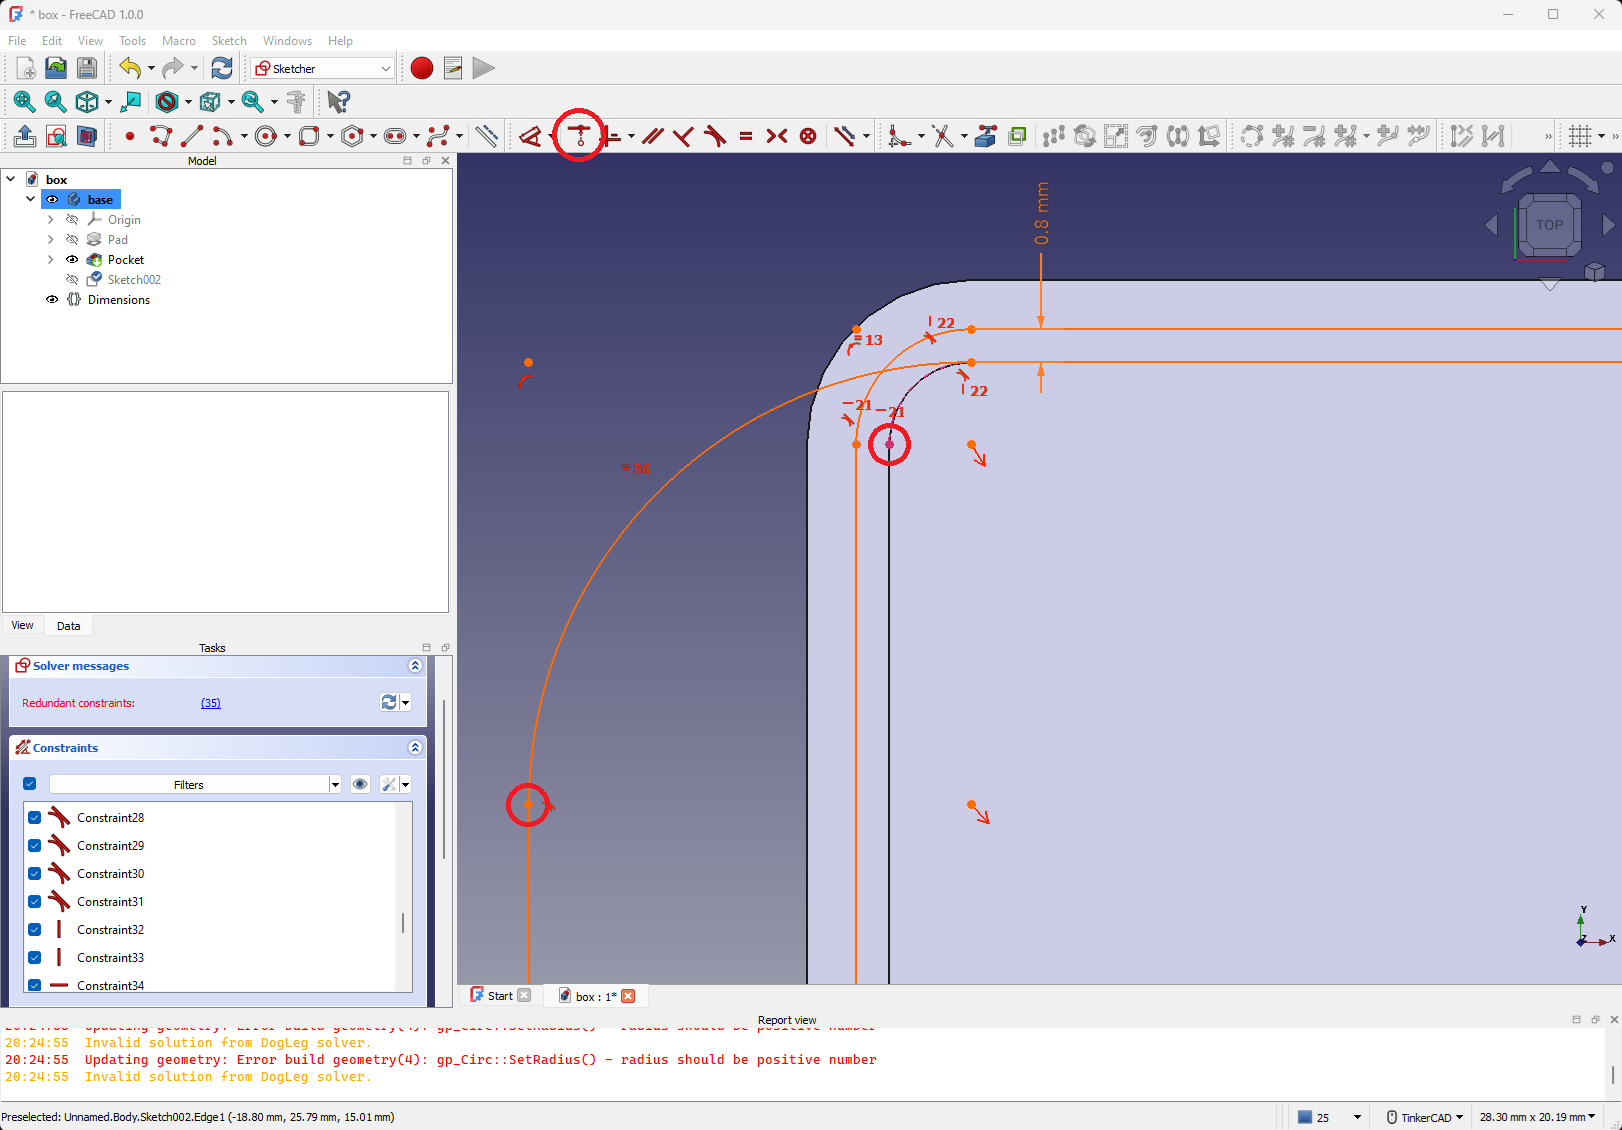 * box - FreeCAD 1.0.0
File Edit View Tools Macro Sketch Windows Help
Sketcher
Model
box
base
Origin
Pad
Pocket
Sketch002
Dimensions
View Data
Tasks
Solver messages
Redundant constraints: (35)
Constraints
Filters
Constraint28
Constraint29
Constraint30
Constraint31
Constraint32
Constraint33
Constraint34
0.8 mm
TOP
22
= 13
22
21
21
Y
Z
X
Start
box : 1*
Report view
20:24:55 Updating geometry: Error build geometry(4): gp_Circ::SetRadius() - radius should be positive number
20:24:55 Invalid solution from DogLeg solver.
20:24:55 Updating geometry: Error build geometry(4): gp_Circ::SetRadius() - radius should be positive number
20:24:55 Invalid solution from DogLeg solver.
Preselected: Unnamed.Body.Sketch002.Edge1 (-18.80 mm, 25.79 mm, 15.01 mm)
25
TinkerCAD
28.30 mm x 20.19 mm